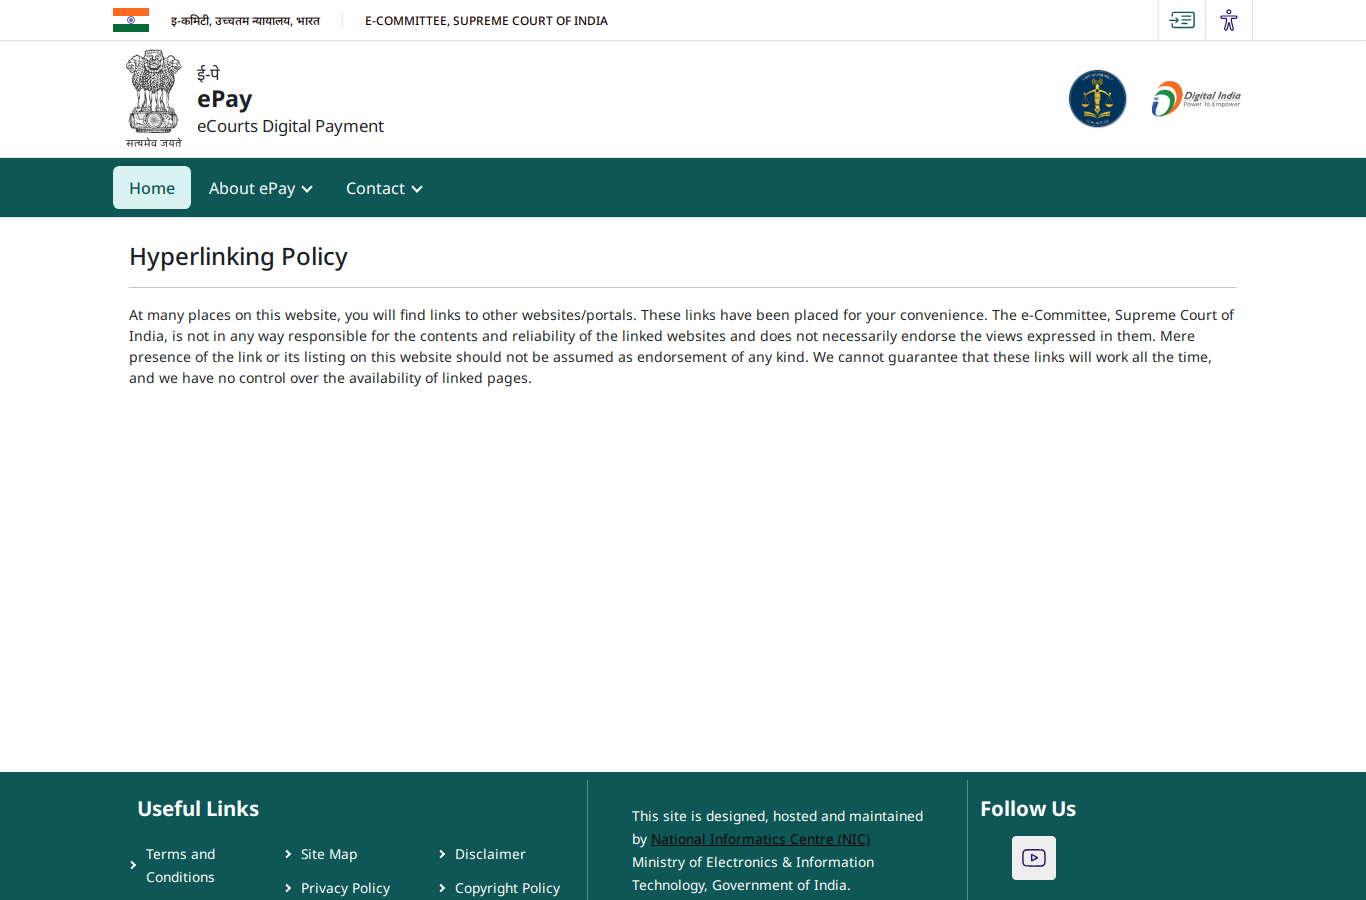 इ-कमिटी, उच्चतम न्यायालय, भारत
E-COMMITTEE, SUPREME COURT OF INDIA
सत्यमेव जयते
ई-पे
ePay
eCourts Digital Payment
Digital India
Power To Empower
Home
About ePay
Contact
Hyperlinking Policy
At many places on this website, you will find links to other websites/portals. These links have been placed for your convenience. The e-Committee, Supreme Court of
India, is not in any way responsible for the contents and reliability of the linked websites and does not necessarily endorse the views expressed in them. Mere
presence of the link or its listing on this website should not be assumed as endorsement of any kind. We cannot guarantee that these links will work all the time,
and we have no control over the availability of linked pages.
Useful Links
Terms and
Conditions
Site Map
Disclaimer
Privacy Policy
Copyright Policy
This site is designed, hosted and maintained
by National Informatics Centre (NIC)
Ministry of Electronics & Information
Technology, Government of India.
Follow Us